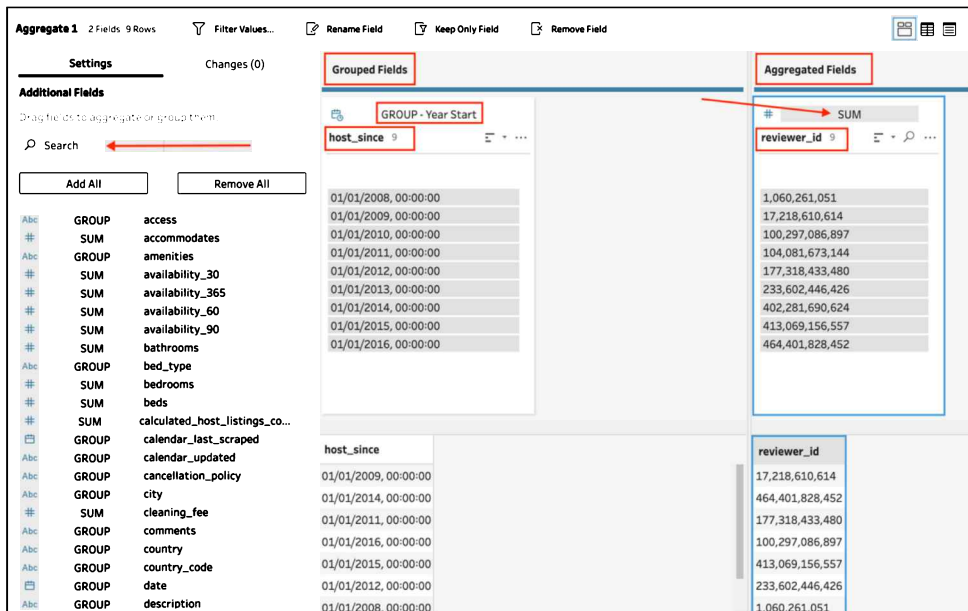 Aggregate 1 2 Fields 9 Rows Filter Values... Rename Field Keep Only Field Remove Field
Settings Changes (0)
Additional Fields
Drag fields to aggregate or group them.
Search
Add All Remove All
Abc GROUP access
# SUM accommodates
Abc GROUP amenities
# SUM availability_30
# SUM availability_365
# SUM availability_60
# SUM availability_90
# SUM bathrooms
Abc GROUP bed_type
# SUM bedrooms
# SUM beds
# SUM calculated_host_listings_co...
GROUP calendar_last_scraped
Abc GROUP calendar_updated
Abc GROUP cancellation_policy
Abc GROUP city
# SUM cleaning_fee
Abc GROUP comments
Abc GROUP country
Abc GROUP country_code
GROUP date
Abc GROUP description
Grouped Fields
GROUP - Year Start
host_since 9
01/01/2008, 00:00:00
01/01/2009, 00:00:00
01/01/2010, 00:00:00
01/01/2011, 00:00:00
01/01/2012, 00:00:00
01/01/2013, 00:00:00
01/01/2014, 00:00:00
01/01/2015, 00:00:00
01/01/2016, 00:00:00
Aggregated Fields
# SUM
reviewer_id 9
1,060,261,051
17,218,610,614
100,297,086,897
104,081,673,144
177,318,433,480
233,602,446,426
402,281,690,624
413,069,156,557
464,401,828,452
host_since
01/01/2009, 00:00:00
01/01/2014, 00:00:00
01/01/2011, 00:00:00
01/01/2016, 00:00:00
01/01/2015, 00:00:00
01/01/2012, 00:00:00
01/01/2008, 00:00:00
reviewer_id
17,218,610,614
464,401,828,452
177,318,433,480
100,297,086,897
413,069,156,557
233,602,446,426
1,060,261,051